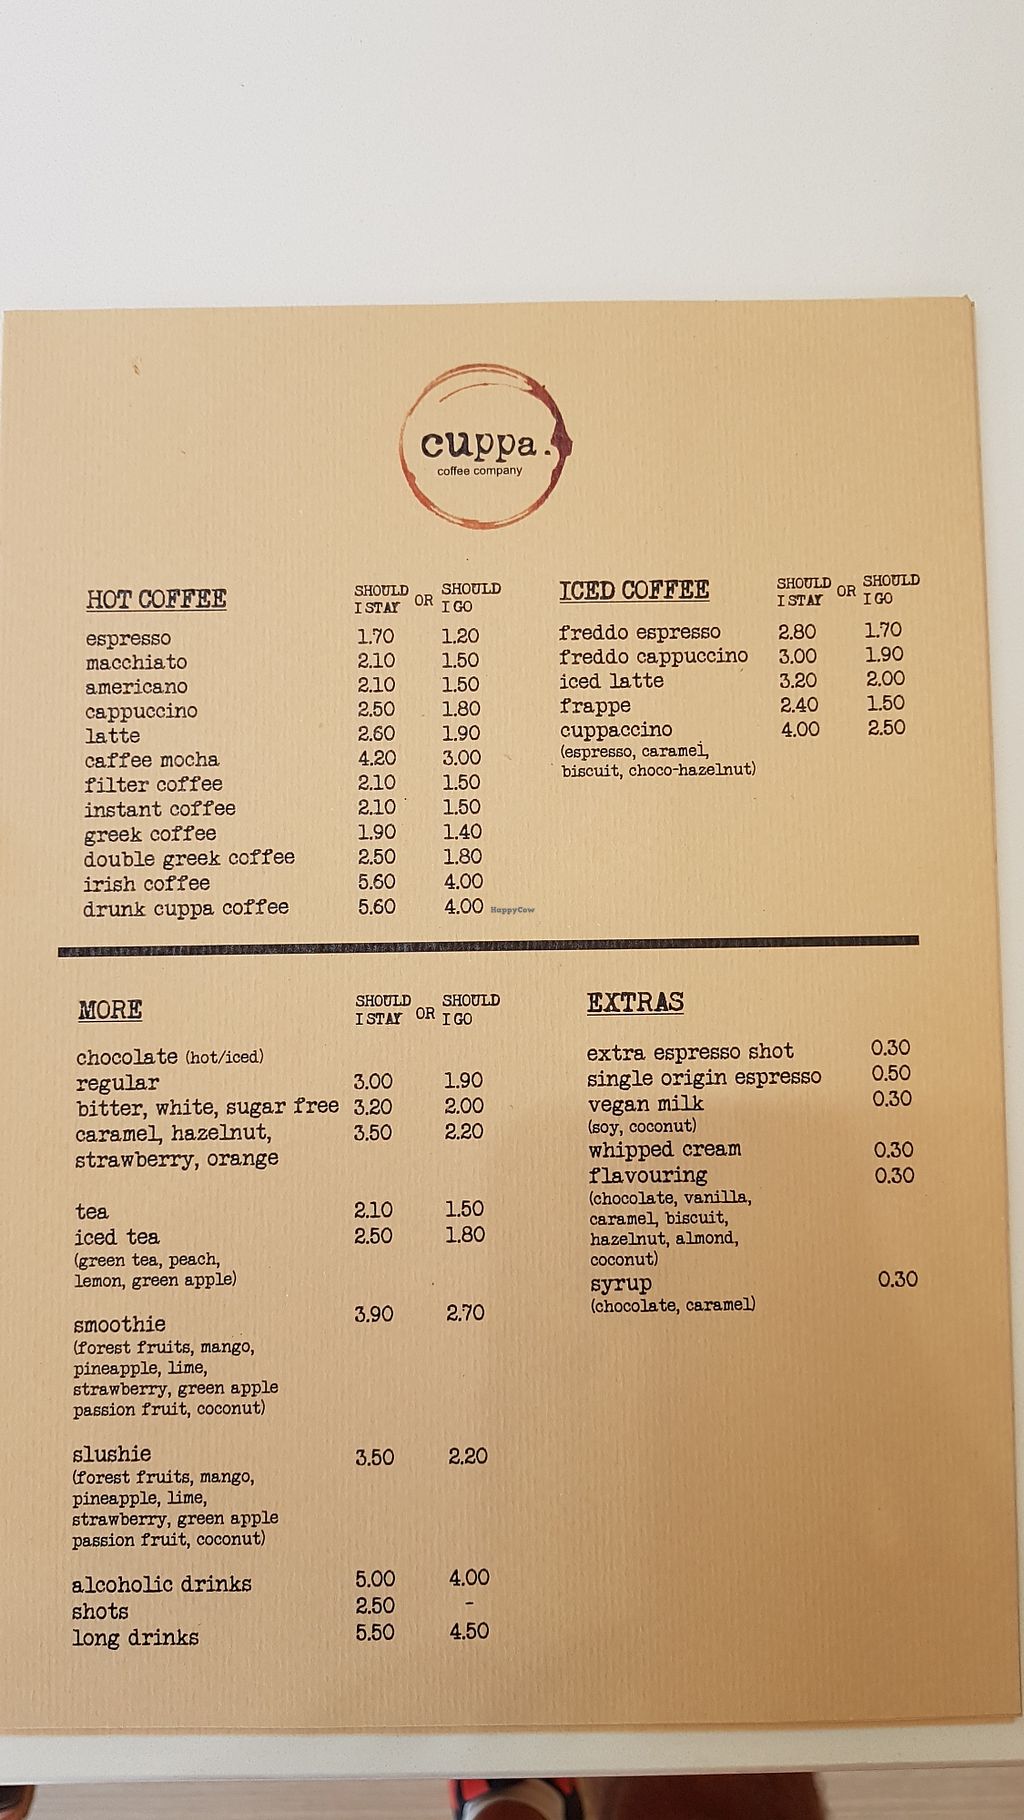 cuppa.
coffee company
HOT COFFEE SHOULD I STAY OR SHOULD I GO
espresso 1.70 1.20
macchiato 2.10 1.50
americano 2.10 1.50
cappuccino 2.50 1.80
latte 2.60 1.90
caffee mocha 4.20 3.00
filter coffee 2.10 1.50
instant coffee 2.10 1.50
greek coffee 1.90 1.40
double greek coffee 2.50 1.80
irish coffee 5.60 4.00
drunk cuppa coffee 5.60 4.00
HappyCow
ICED COFFEE SHOULD I STAY OR SHOULD I GO
freddo espresso 2.80 1.70
freddo cappuccino 3.00 1.90
iced latte 3.20 2.00
frappe 2.40 1.50
cuppaccino 4.00 2.50
(espresso, caramel,
biscuit, choco-hazelnut)
MORE SHOULD I STAY OR SHOULD I GO
chocolate (hot/iced)
regular 3.00 1.90
bitter, white, sugar free 3.20 2.00
caramel, hazelnut, 3.50 2.20
strawberry, orange
tea 2.10 1.50
iced tea 2.50 1.80
(green tea, peach,
lemon, green apple)
smoothie 3.90 2.70
(forest fruits, mango,
pineapple, lime,
strawberry, green apple
passion fruit, coconut)
slushie 3.50 2.20
(forest fruits, mango,
pineapple, lime,
strawberry, green apple
passion fruit, coconut)
alcoholic drinks 5.00 4.00
shots 2.50 -
long drinks 5.50 4.50
EXTRAS
extra espresso shot 0.30
single origin espresso 0.50
vegan milk 0.30
(soy, coconut)
whipped cream 0.30
flavouring 0.30
(chocolate, vanilla,
caramel, biscuit,
hazelnut, almond,
coconut)
syrup 0.30
(chocolate, caramel)